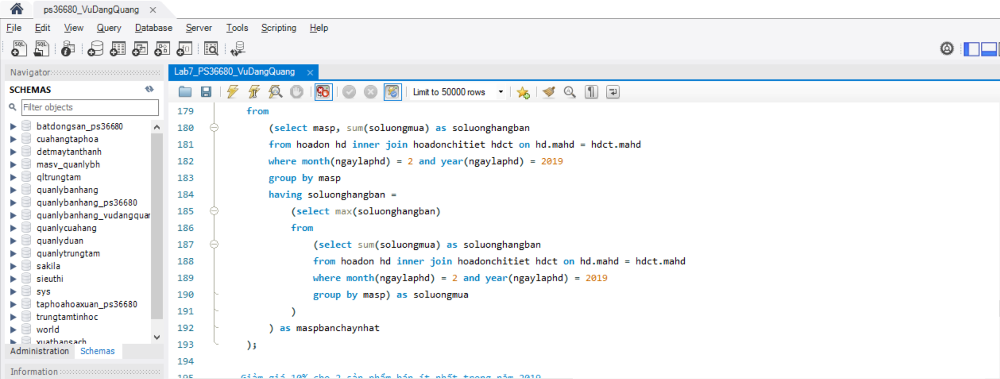 ps36680_VuDangQuang
File Edit View Query Database Server Tools Scripting Help
Navigator
SCHEMAS
Filter objects
batdongsan_ps36680
cuahangtaphoa
detmaytanthanh
masv_quanlybh
qltrungtam
quanlybanhang
quanlybanhang_ps36680
quanlybanhang_vudangquar
quanlycuahang
quanlyduan
quanlytrungtam
sakila
sieuthi
sys
taphoahoaxuan_ps36680
trungtamtinhoc
world
xuatbansach
Administration Schemas
Information
Lab7_PS36680_VuDangQuang
Limit to 50000 rows
179 from
180 (select masp, sum(soluongmua) as soluonghangban
181 from hoadon hd inner join hoadonchitiet hdct on hd.mahd = hdct.mahd
182 where month(ngaylaphd) = 2 and year(ngaylaphd) = 2019
183 group by masp
184 having soluonghangban =
185 (select max(soluonghangban)
186 from
187 (select sum(soluongmua) as soluonghangban
188 from hoadon hd inner join hoadonchitiet hdct on hd.mahd = hdct.mahd
189 where month(ngaylaphd) = 2 and year(ngaylaphd) = 2019
190 group by masp) as soluongmua
191 )
192 ) as maspbanchaynhat
193 );
194
195 Giảm giá 10% cho 2 sản phẩm bán ít nhất trong năm 2019